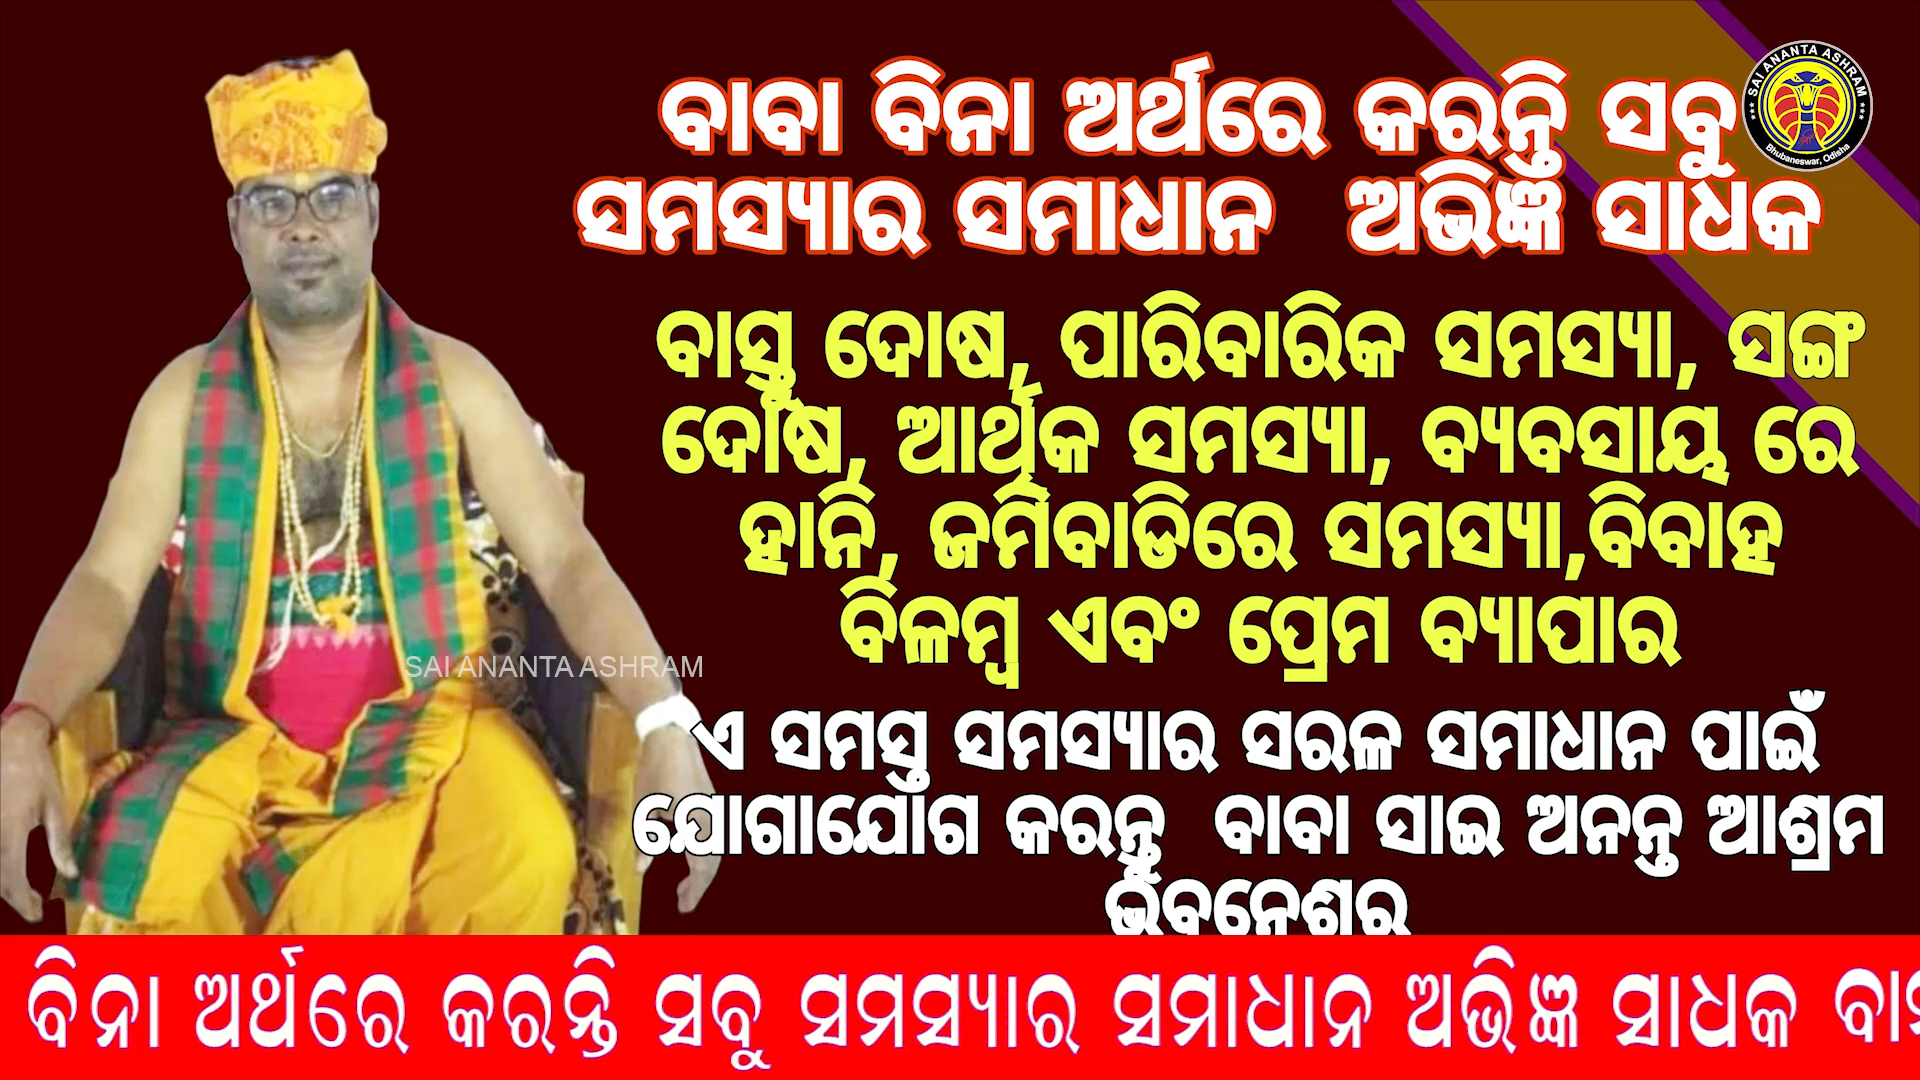 ବାବା ବିନା ଅର୍ଥରେ କରନ୍ତି ସବୁ
ସମସ୍ୟାର ସମାଧାନ ଅଭିଜ୍ଞ ସାଧକ
SAI ANANTA ASHRAM
Bhubaneswar, Odisha
ବାସ୍ତୁ ଦୋଷ, ପାରିବାରିକ ସମସ୍ୟା, ସଙ୍ଗ
ଦୋଷ, ଆର୍ଥିକ ସମସ୍ୟା, ବ୍ୟବସାୟ ରେ
ହାନି, ଜମିବାଡିରେ ସମସ୍ୟା,ବିବାହ
ବିଳମ୍ବ ଏବଂ ପ୍ରେମ ବ୍ୟାପାର
SAI ANANTA ASHRAM
ଏ ସମସ୍ତ ସମସ୍ୟାର ସରଳ ସମାଧାନ ପାଇଁ
ଯୋଗାଯୋଗ କରନ୍ତୁ ବାବା ସାଇ ଅନନ୍ତ ଆଶ୍ରମ
ଭୁବନେଶ୍ୱର
ବିନା ଅର୍ଥରେ କରନ୍ତି ସବୁ ସମସ୍ୟାର ସମାଧାନ ଅଭିଜ୍ଞ ସାଧକ